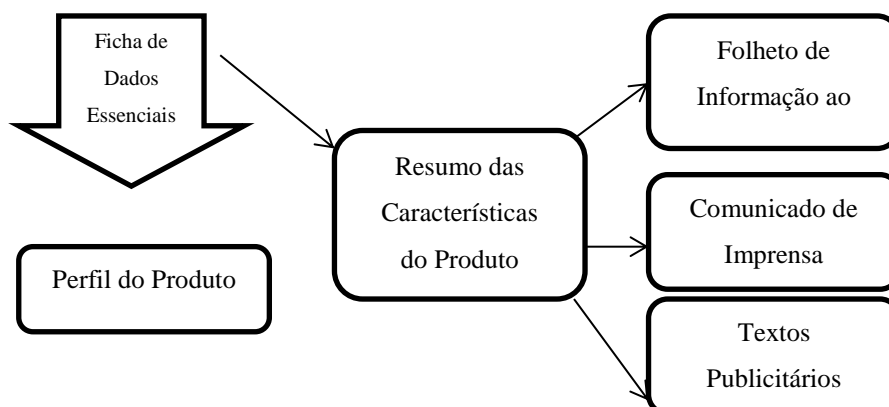 Ficha de
Dados
Essenciais
Perfil do Produto
Resumo das
Características
do Produto
Folheto de
Informação ao
Comunicado de
Imprensa
Textos
Publicitários